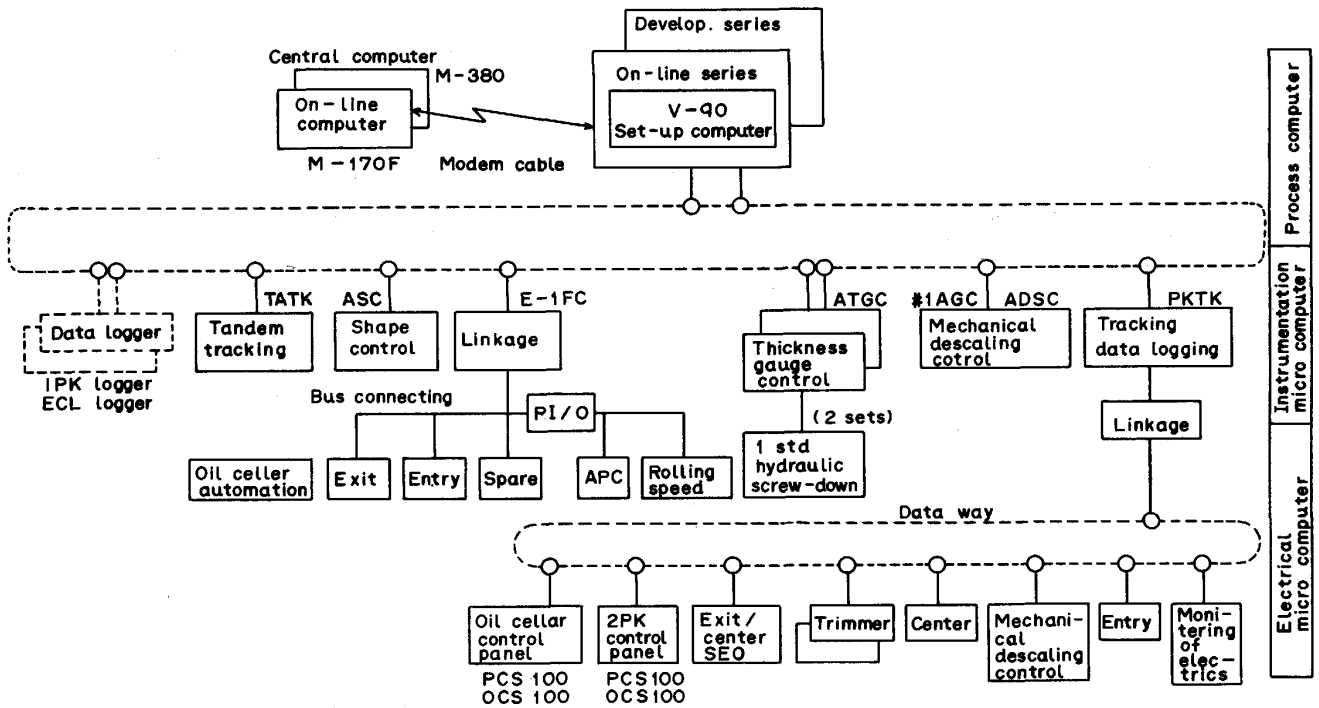 Develop. series
Central computer
M-380
On-line series
On-line
computer
V-90
Set-up computer
M-170F
Modem cable
Process computer
TATK
ASC
E-1FC
ATGC
#1AGC
ADSC
PKTK
Data logger
Tandem
tracking
Shape
control
Linkage
Thickness
gauge
control
Mechanical
descaling
cotrol
Tracking
data logging
IPK logger
ECL logger
Instrumentation
micro computer
Bus connecting
PI/O
(2 sets)
Linkage
Oil celler
automation
Exit
Entry
Spare
APC
Rolling
speed
1 std
hydraulic
screw-down
Data way
Electrical
micro computer
Oil cellar
control
panel
2PK
control
panel
Exit/
center
SEO
Trimmer
Center
Mechani-
cal
descaling
control
Entry
Moni-
tering
of
elec-
trics
PCS 100
OCS 100
PCS 100
OCS 100